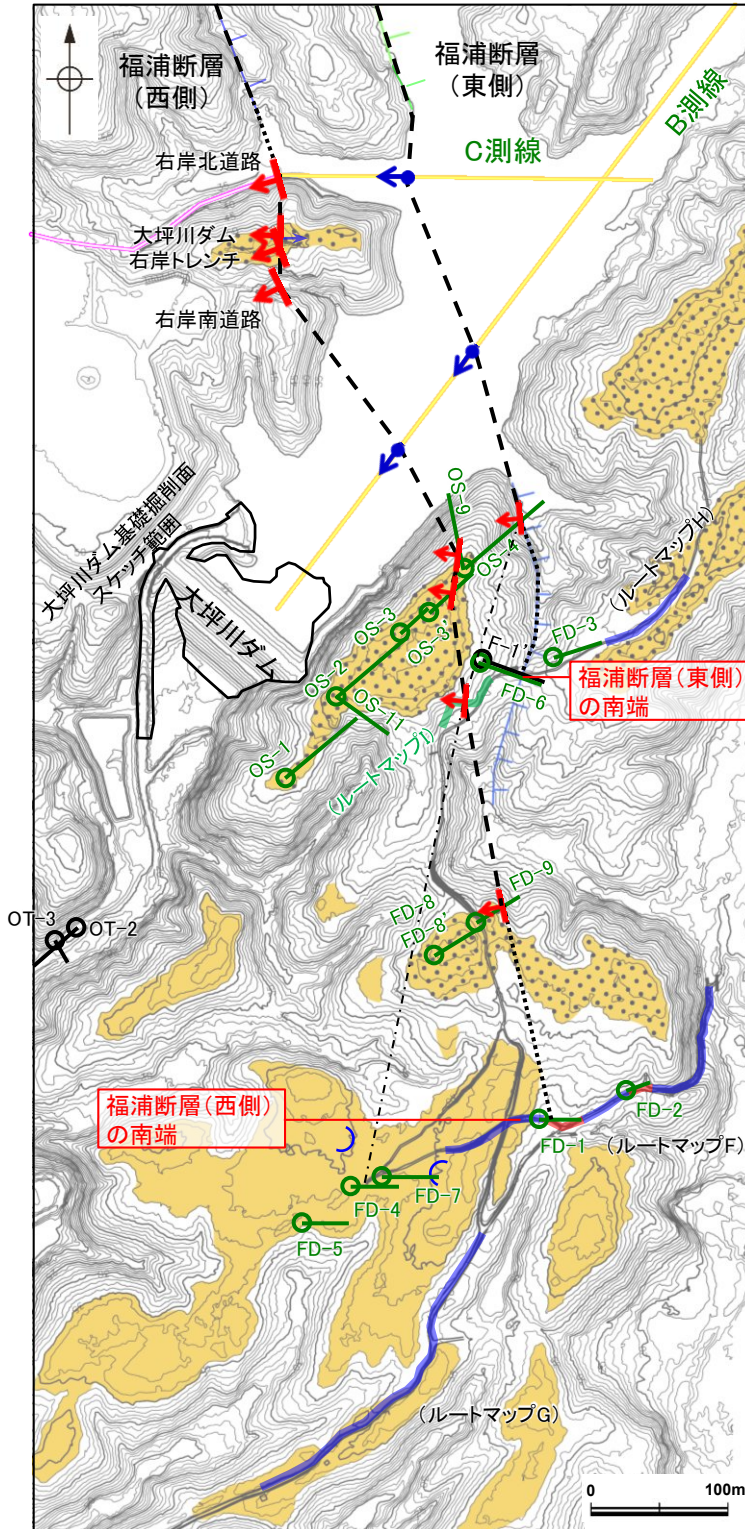 福浦断層
(西側)
福浦断層
(東側)
B測線
C測線
右岸北道路
大坪川ダム
右岸トレンチ
右岸南道路
OS-9
OS-4
大坪川ダム基礎掘削面
スケッチ範囲
大坪川ダム
(ルートマップH)
OS-3
OS-3'
FD-3
F-1'
OS-2
FD-6
福浦断層(東側)
の南端
OS-11
OS-1
(ルートマップI)
FD-9
FD-8
FD-8'
OT-3
OT-2
福浦断層(西側)
の南端
FD-2
FD-1
(ルートマップF)
FD-7
FD-4
FD-5
(ルートマップG)
0
100m